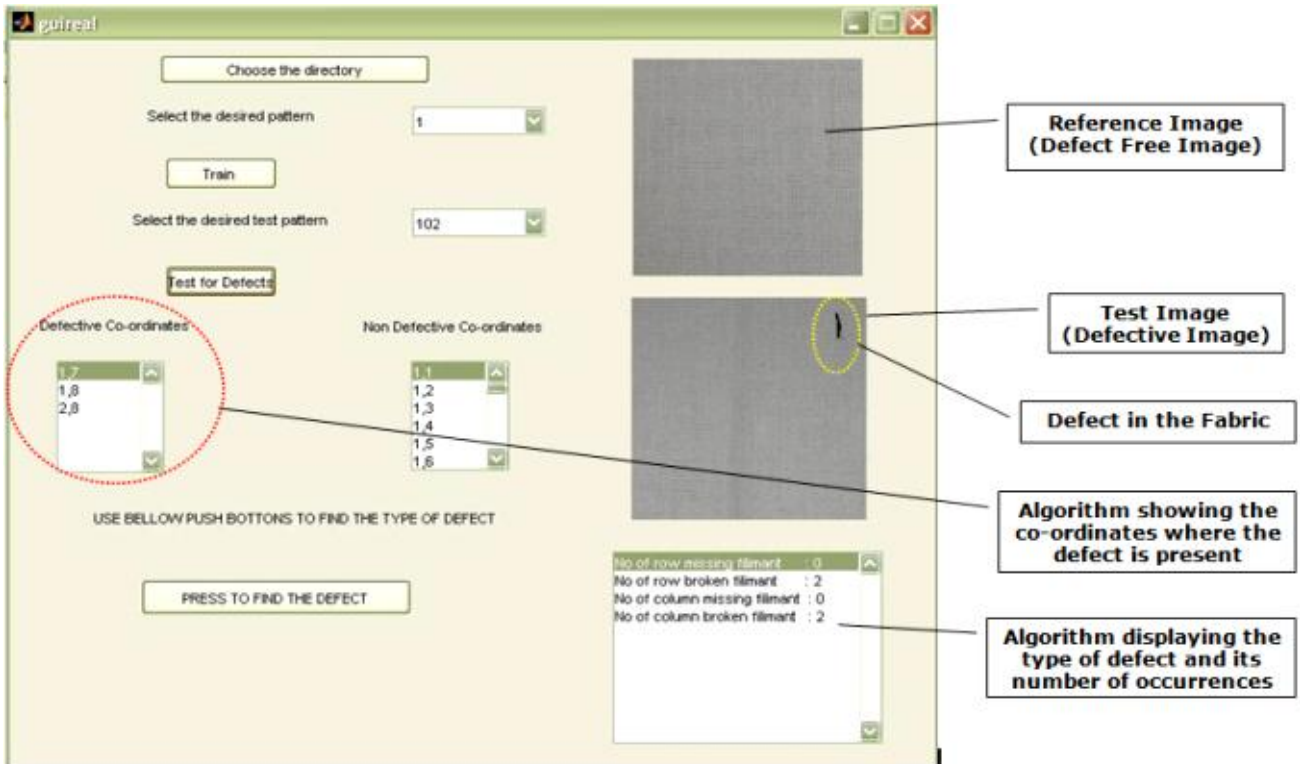 guireal
Choose the directory
Select the desired pattern
1
Train
Select the desired test pattern
102
Test for Defects
Defective Co-ordinates
Non Defective Co-ordinates
1,7
1,8
2,8
1,1
1,2
1,3
1,4
1,5
1,6
USE BELLOW PUSH BOTTONS TO FIND THE TYPE OF DEFECT
PRESS TO FIND THE DEFECT
No of row missing filimant : 0
No of row broken filimant : 2
No of column missing filimant : 0
No of column broken filimant : 2
Reference Image
(Defect Free Image)
Test Image
(Defective Image)
Defect in the Fabric
Algorithm showing the
co-ordinates where the
defect is present
Algorithm displaying the
type of defect and its
number of occurrences